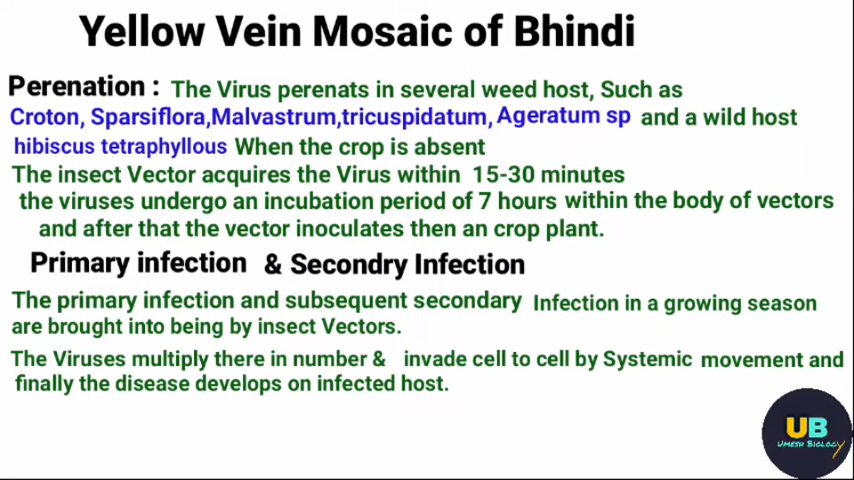 Yellow Vein Mosaic of Bhindi
Perenation : The Virus perenats in several weed host, Such as
Croton, Sparsiflora,Malvastrum,tricuspidatum, Ageratum sp and a wild host
hibiscus tetraphyllous When the crop is absent
The insect Vector acquires the Virus within 15-30 minutes
the viruses undergo an incubation period of 7 hours within the body of vectors
and after that the vector inoculates then an crop plant.
Primary infection & Secondry Infection
The primary infection and subsequent secondary Infection in a growing season
are brought into being by insect Vectors.
The Viruses multiply there in number & invade cell to cell by Systemic movement and
finally the disease develops on infected host.
UB
Umesh Biology